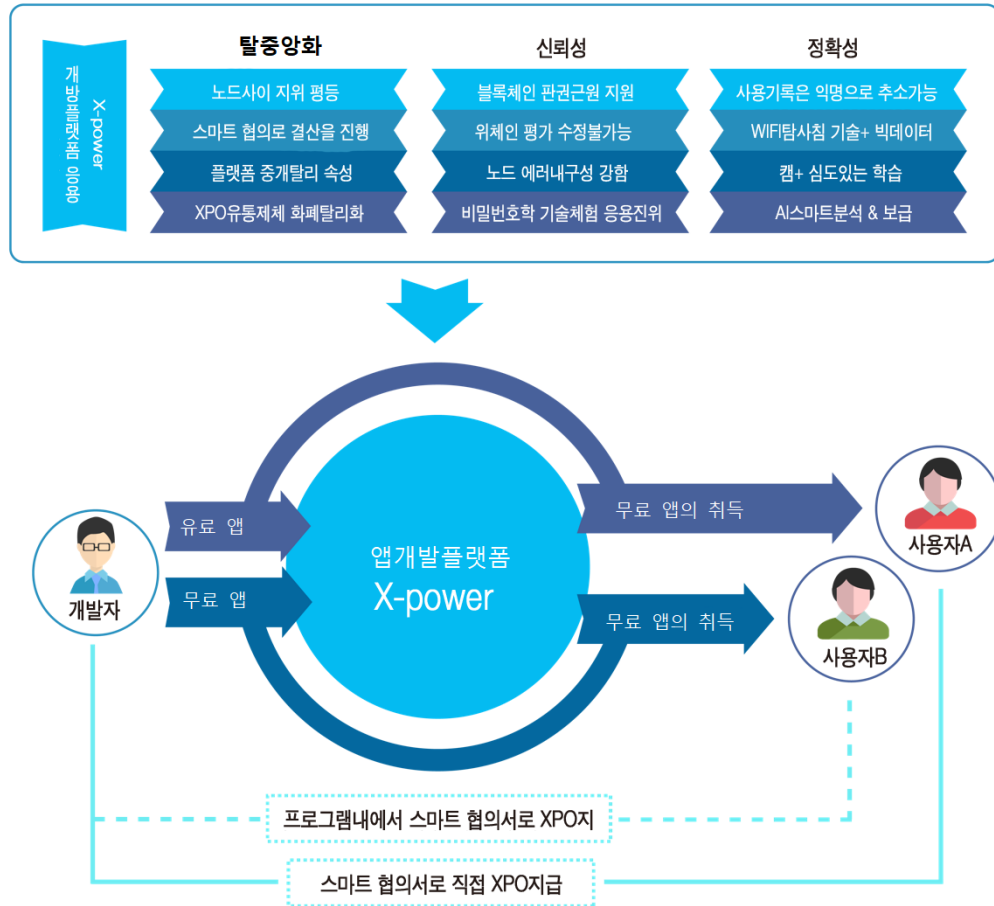 X-power
개방플랫폼 응용
탈중앙화
신뢰성
정확성
노드사이 지위 평등
블록체인 판권근원 지원
사용기록은 익명으로 추소가능
스마트 협의로 결산을 진행
위체인 평가 수정불가능
WIFI탐사침 기술+ 빅데이터
플랫폼 중개탈리 속성
노드 에러내구성 강함
캠+ 심도있는 학습
XPO유통제체 화폐탈리화
비밀번호학 기술체험 응용진위
AI스마트분석 & 보급
개발자
유료 앱
무료 앱
앱개발플랫폼
X-power
무료 앱의 취득
무료 앱의 취득
사용자A
사용자B
프로그램내에서 스마트 협의서로 XPO지
스마트 협의서로 직접 XPO지급